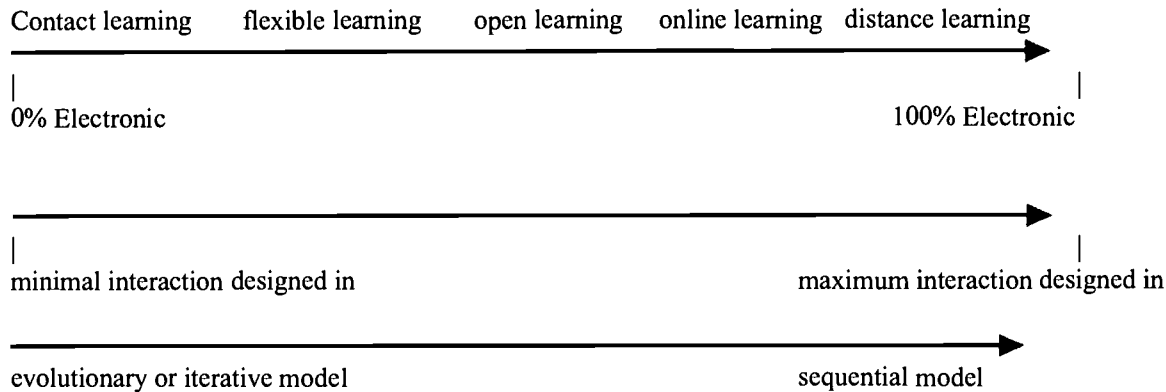 Contact learning flexible learning open learning online learning distance learning
0% Electronic 100% Electronic
minimal interaction designed in maximum interaction designed in
evolutionary or iterative model sequential model